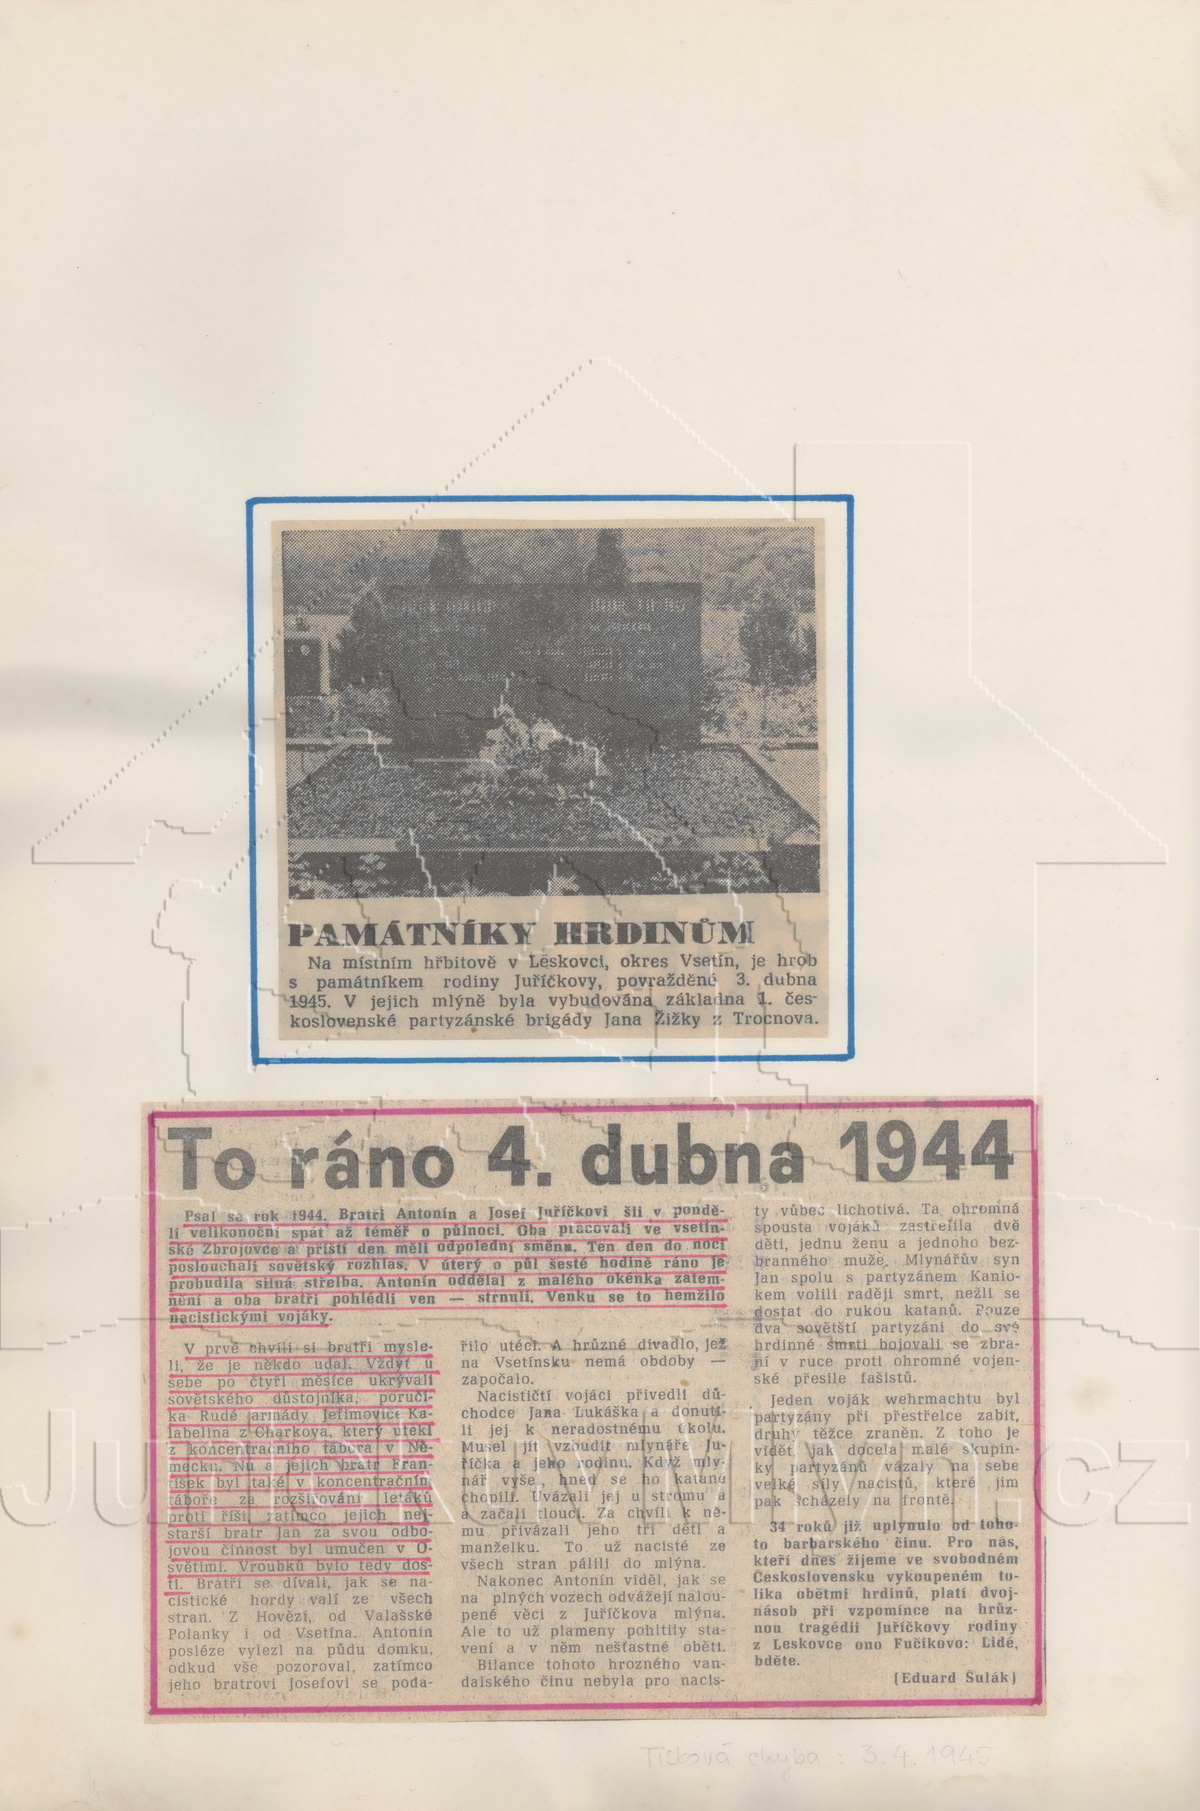 PAMÁTNÍKY HRDINŮM
Na místním hřbitově v Leskovci, okres Vsetín, je hrob
s památníkem rodiny Juříčkovy, povražděné 3. dubna
1945. V jejich mlýně byla vybudována základna 1. čes-
koslovenské partyzánské brigády Jana Žižky z Trocnova.
To ráno 4. dubna 1944
Psal se rok 1944. Bratři Antonín a Josef Juříčkovi šli v ponde-
lí velikonoční spát až téměř o půlnoci. Oba pracovali ve vsetín-
ské Zbrojovce a příští den měli odpolední směnu. Ten den do noci
poslouchali sovětský rozhlas. V úterý o půl šesté hodině ráno je
probudila silná střelba. Antonín oddělal z malého okénka zatem-
nění a oba bratři pohlédli ven — strnuli. Venku se to hemžilo
nacistickými vojáky.
V prvé chvíli si bratři mysle-
li, že je někdo udal. Vždyť u
sebe po čtyři měsíce ukrývali
sovětského důstojníka, poručí-
ka Rudé armády Jefimoviče Ka-
labelina z Charkova, který utekl
z koncentračního tábora v Ně-
mecku. Nu a jejich bratr Fran-
tišek byl také v koncentračním
táboře za rozšiřování letáků
proti říši, zatímco jejich nej-
starší bratr Jan za svou odbo-
jovou činnost byl umučen v O-
světimi. Vroubků bylo tedy dos-
ti. Bratři se dívali, jak se na-
cistické hordy valí ze všech
stran. Z Hovězí, od Valašské
Polanky i od Vsetína. Antonín
posléze vylezl na půdu domku,
odkud vše pozoroval, zatímco
jeho bratrovi Josefovi se poda-
řilo utéci. A hrůzné divadlo, jež
na Vsetínsku nemá obdoby —
započalo.
Nacističtí vojáci přivedli dů-
chodce Jana Lukáška a donuti-
li jej k neradostnému úkolu.
Musel jít vzbudit mlynáře Ju-
říčka a jeho rodinu. Když mly-
nář vyšel, hned se ho katané
chopili. Uvázali jej u stromu a
a začali tlouci. Za chvíli k ně-
mu přivázali jeho tři děti a
manželku. To už nacisté ze
všech stran pálili do mlýna.
Nakonec Antonín viděl, jak se
na plných vozech odvážejí nalou-
pené věci z Juříčkova mlýna.
Ale to už plameny pohltily sta-
vení a v něm nešťastné oběti.
Bilance tohoto hrozného van-
dalského činu nebyla pro nacis-
ty vůbec lichotivá. Ta ohromná
spousta vojáků zastřelila dvě
děti, jednu ženu a jednoho bez-
branného muže. Mlynářův syn
Jan spolu s partyzánem Kanio-
kem volili raději smrt, nežli se
dostat do rukou katanů. Pouze
dva sovětští partyzáni do své
hrdinné smrti bojovali se zbra-
ní v ruce proti ohromné vojen-
ské přesile fašistů.
Jeden voják wehrmachtu byl
partyzány při přestřelce zabit,
druhý těžce zraněn. Z toho je
vidět, jak docela malé skupin-
ky partyzánů vázaly na sebe
velké síly nacistů, které jim
pak scházely na frontě.
34 roků již uplynulo od toho-
to barbarského činu. Pro nás,
kteří dnes žijeme ve svobodném
Československu vykoupeném to-
lika obětmi hrdinů, platí dvoj-
násob při vzpomínce na hrůz-
nou tragédii Juříčkovy rodiny
z Leskovce ono Fučíkovo: Lidé,
bděte.
(Eduard Sulák)
Tisková chyba : 3.4.1945
JurickuvMlyn.cz